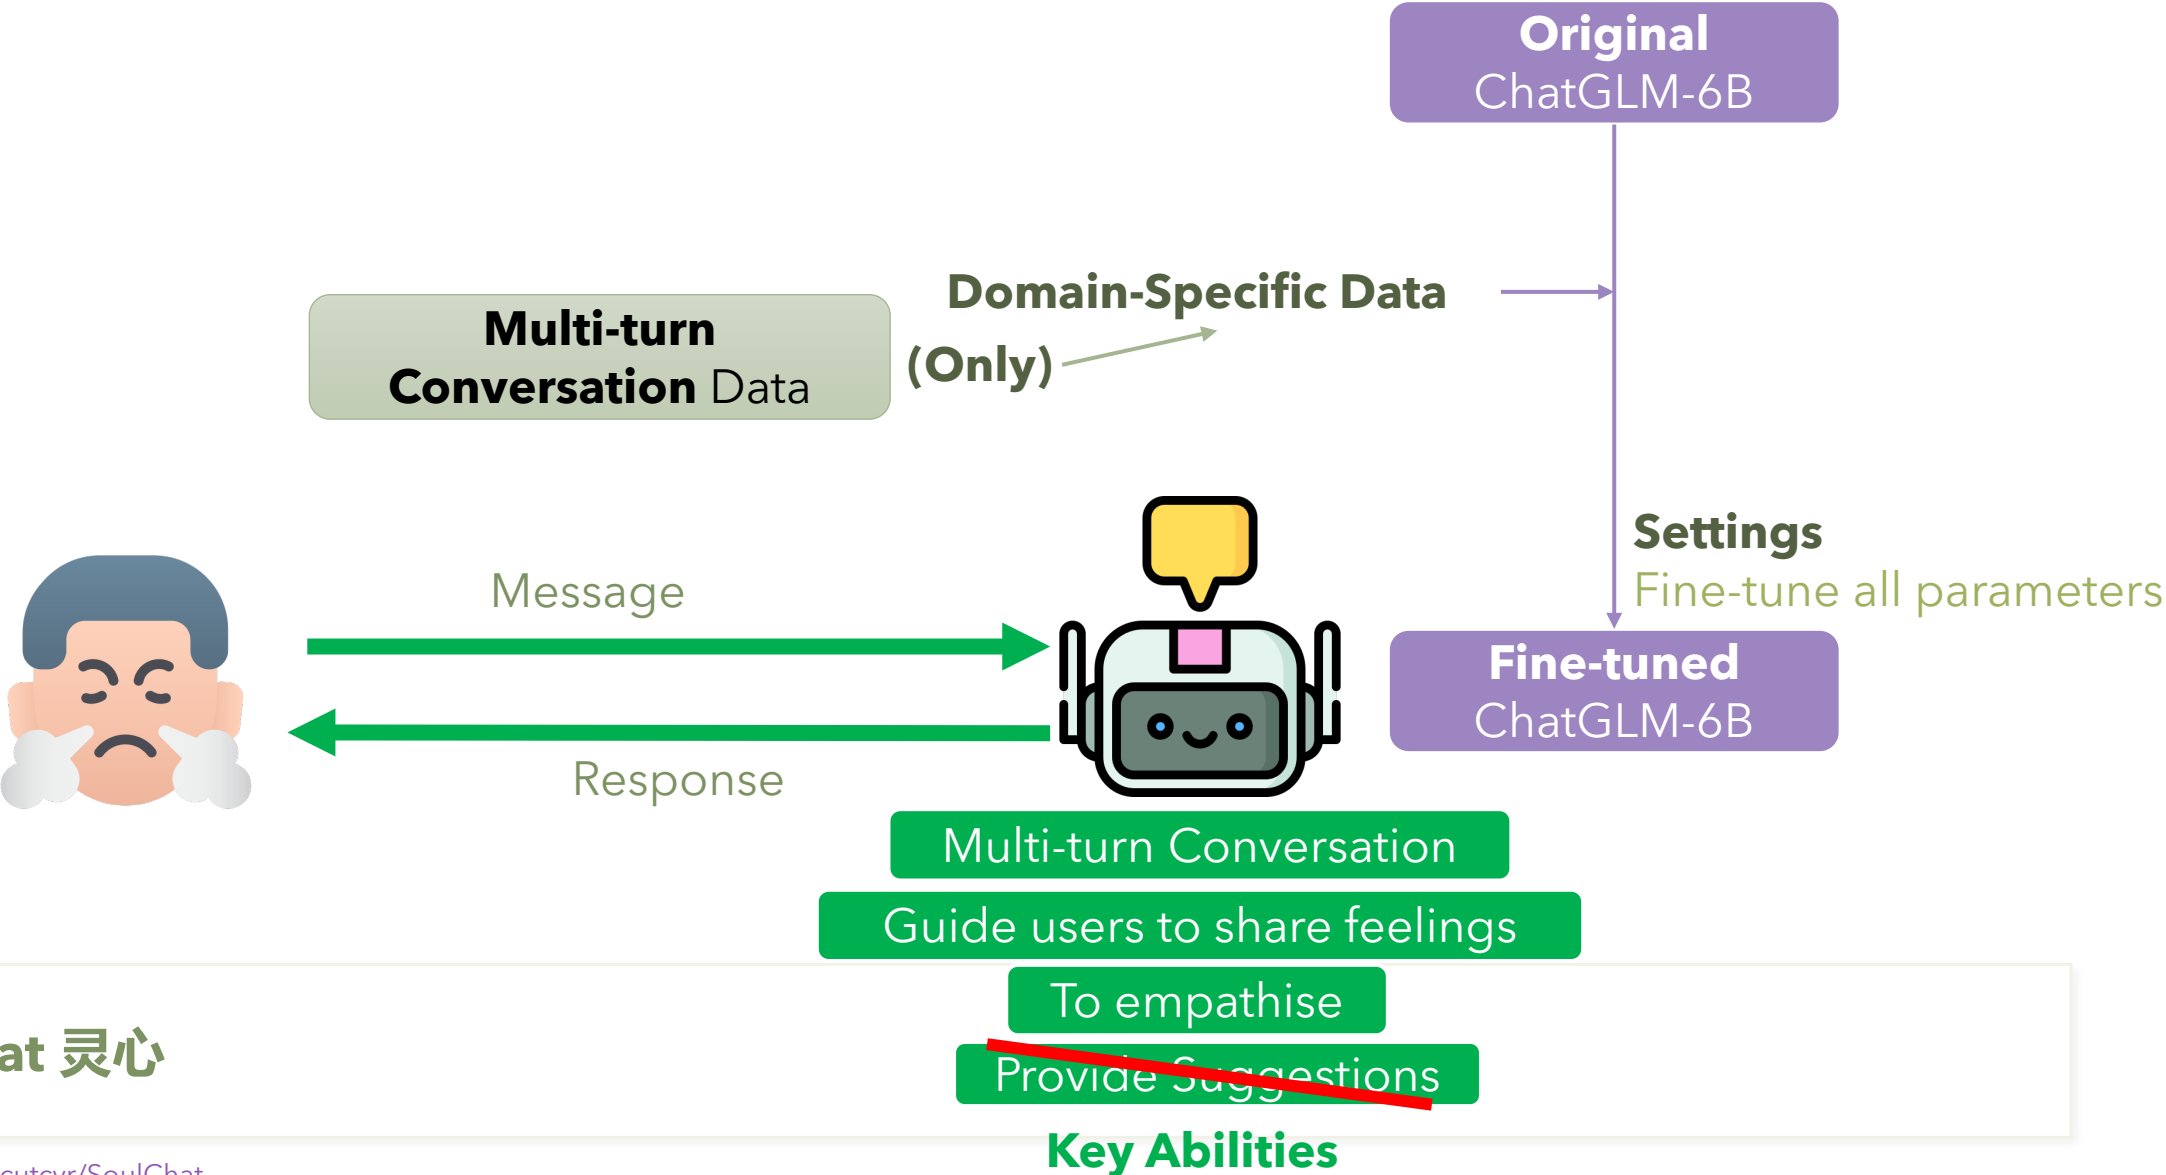 Original
ChatGLM-6B
Domain-Specific Data
Multi-turn
Conversation Data
(Only)
Settings
Fine-tune all parameters
Message
Fine-tuned
ChatGLM-6B
Response
Multi-turn Conversation
Guide users to share feelings
To empathise
at 灵心
Provide Suggestions
Key Abilities
cutcyr/SoulChat